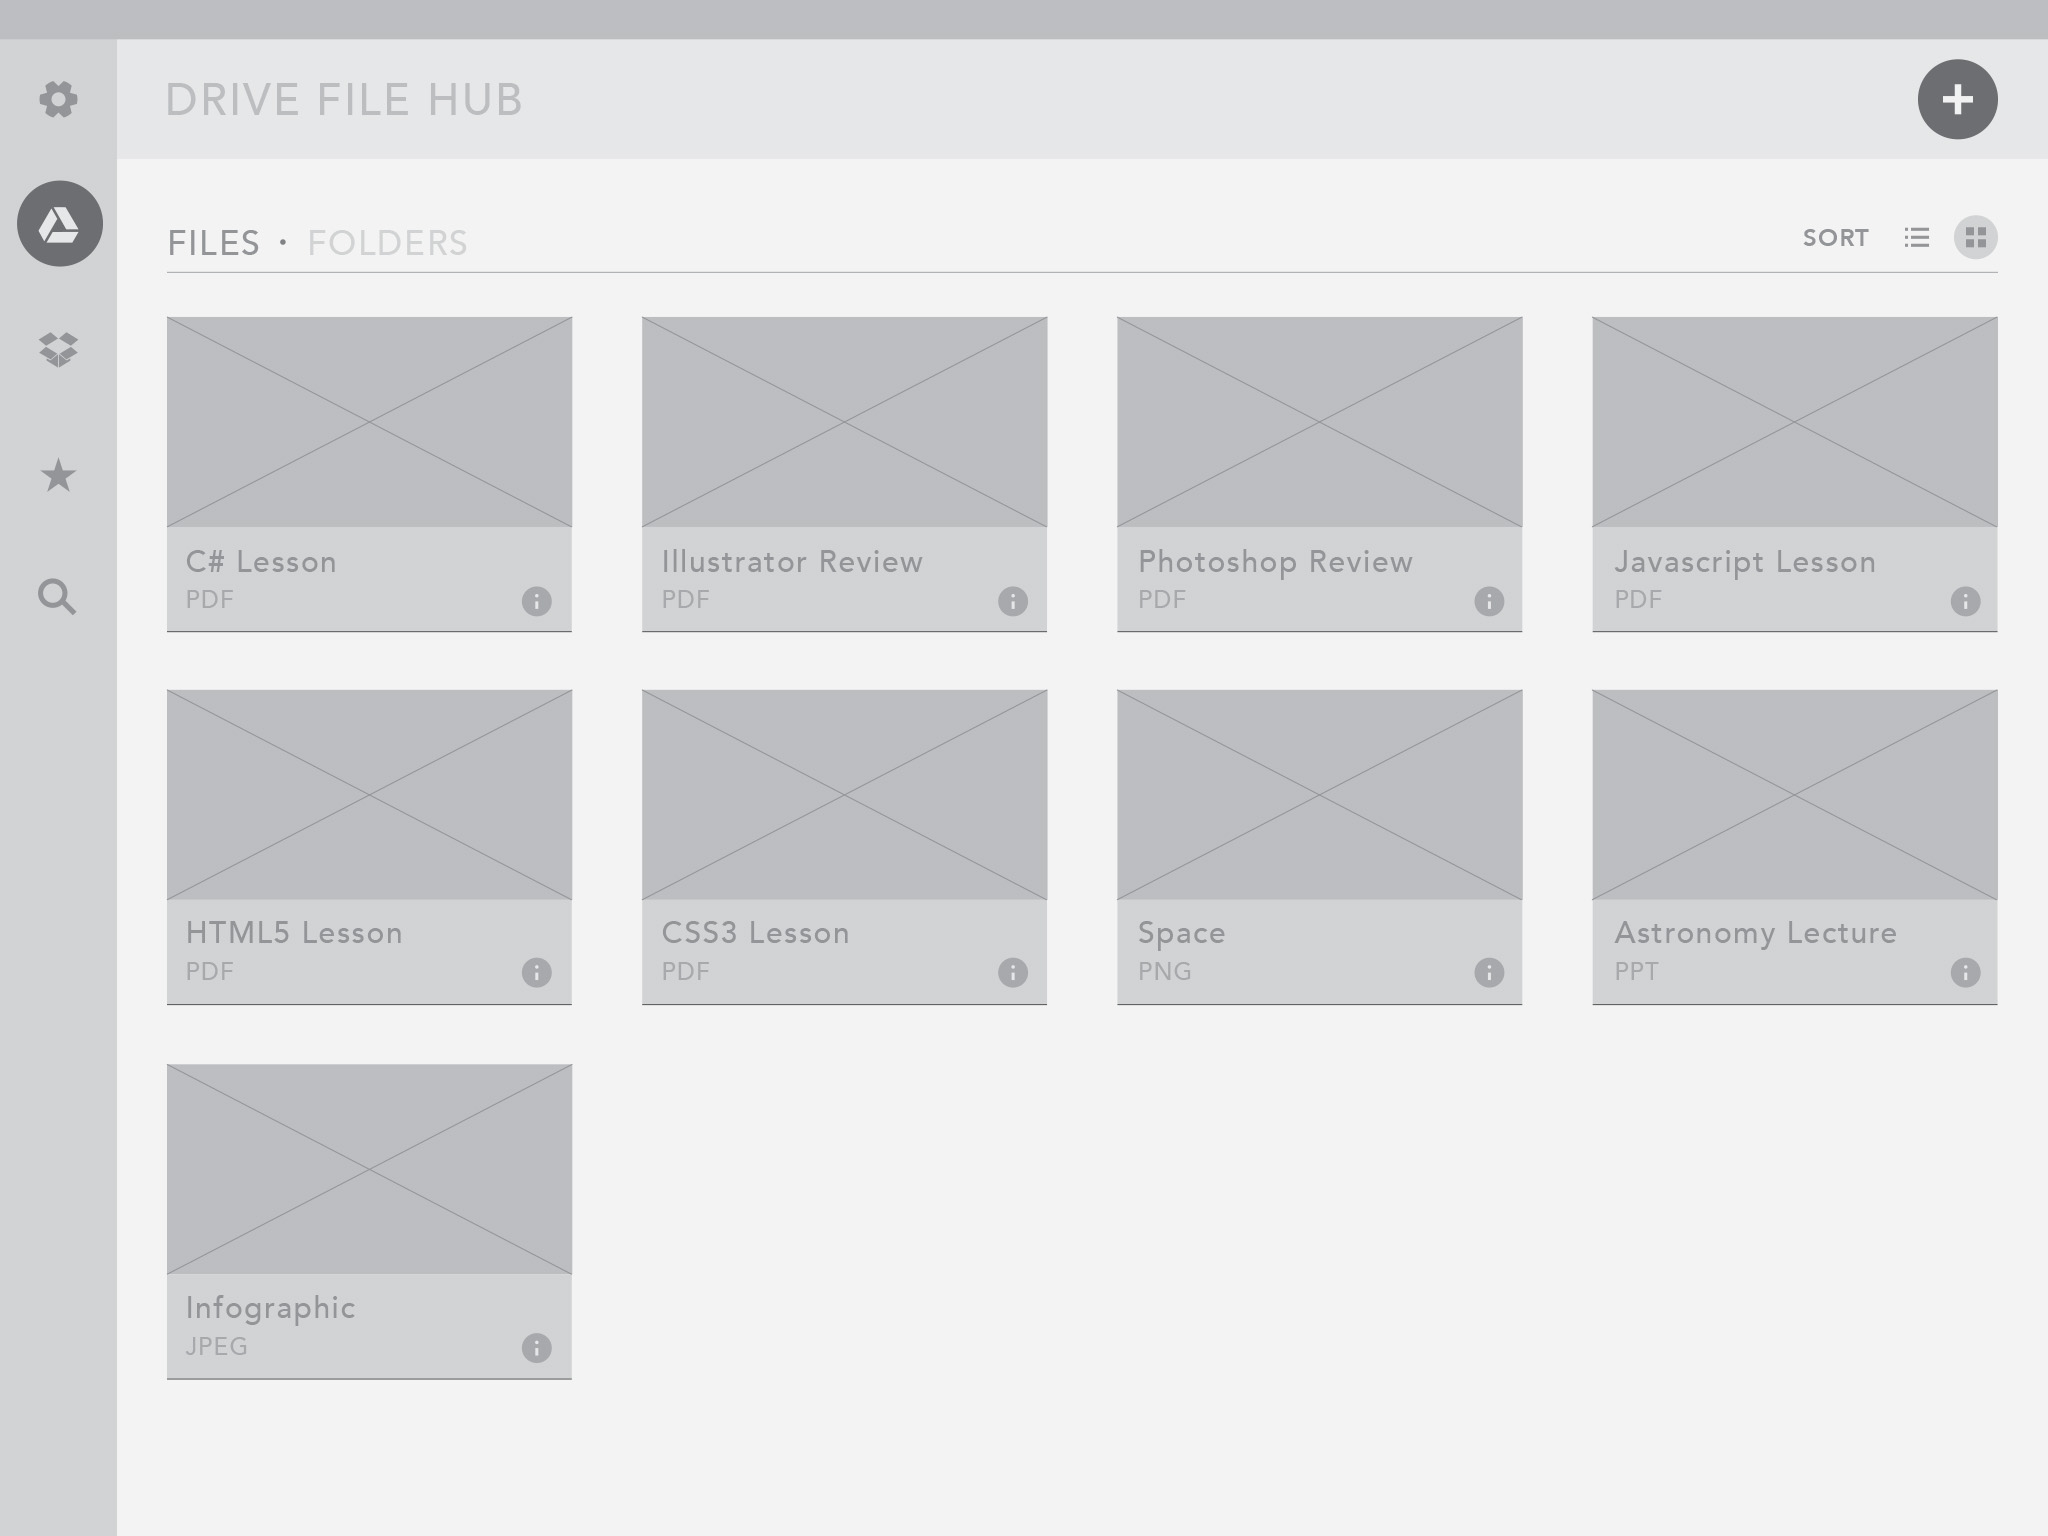 DRIVE FILE HUB
FILES • FOLDERS
SORT
C# Lesson
PDF
Illustrator Review
PDF
Photoshop Review
PDF
Javascript Lesson
PDF
HTML5 Lesson
PDF
CSS3 Lesson
PDF
Space
PNG
Astronomy Lecture
PPT
Infographic
JPEG